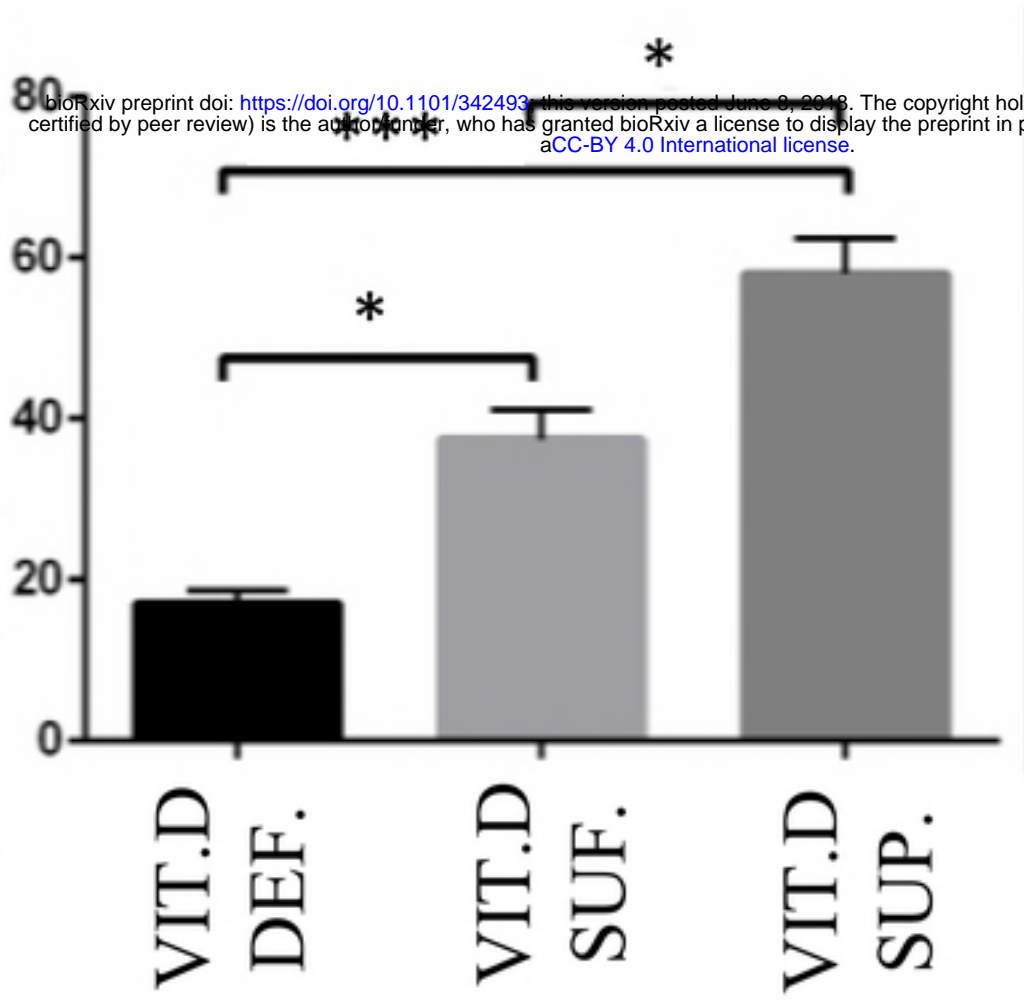 *
80
bioRxiv preprint doi: https://doi.org/10.1101/342493; this version posted June 8, 2018. The copyright hol
certified by peer review) is the author/funder, who has granted bioRxiv a license to display the preprint in p
***
aCC-BY 4.0 International license.
60
*
40
20
0
VIT.D
DEF.
VIT.D
SUF.
VIT.D
SUP.